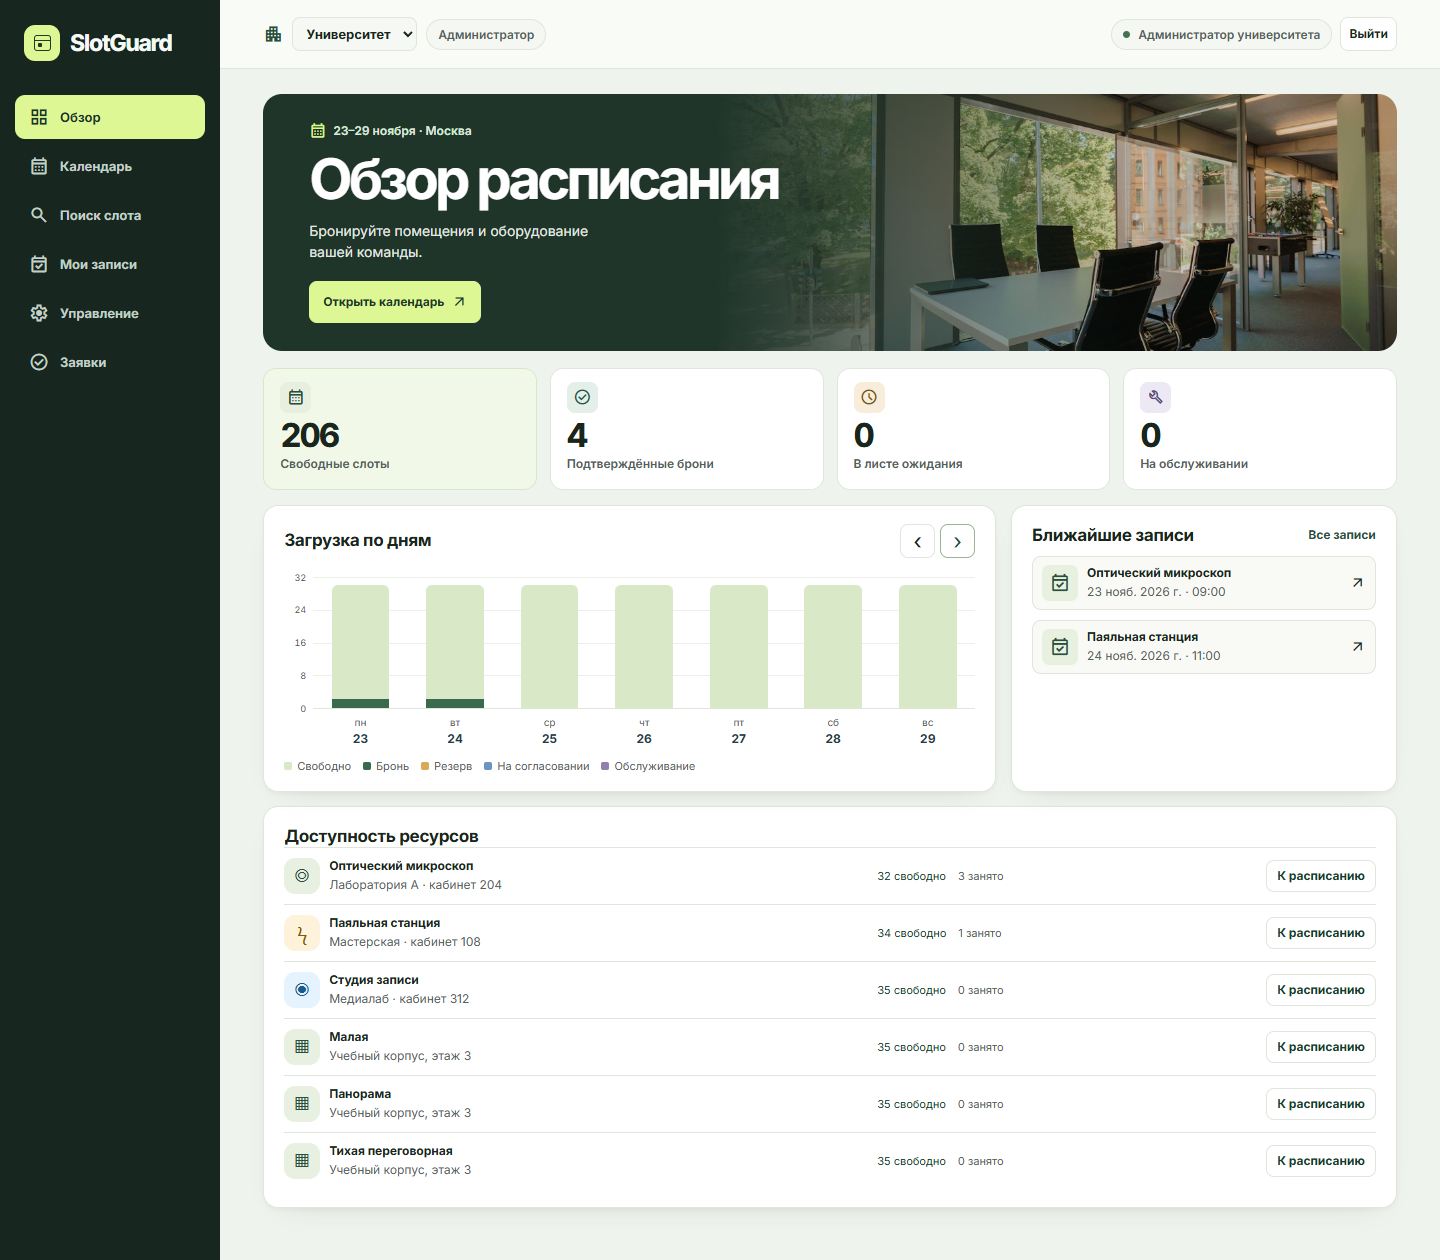 SlotGuard
Обзор
Календарь
Поиск слота
Мои записи
Управление
Заявки
Университет
Администратор
Администратор университета
Выйти
23–29 ноября · Москва
Обзор расписания
Бронируйте помещения и оборудование
вашей команды.
Открыть календарь
206
Свободные слоты
4
Подтверждённые брони
0
В листе ожидания
0
На обслуживании
Загрузка по дням
32
24
16
8
0
пн вт ср чт пт сб вс
23 24 25 26 27 28 29
Свободно Бронь Резерв На согласовании Обслуживание
Ближайшие записи
Все записи
Оптический микроскоп
23 нояб. 2026 г. · 09:00
Паяльная станция
24 нояб. 2026 г. · 11:00
Доступность ресурсов
Оптический микроскоп
Лаборатория А · кабинет 204
32 свободно 3 занято
К расписанию
Паяльная станция
Мастерская · кабинет 108
34 свободно 1 занято
К расписанию
Студия записи
Медиалаб · кабинет 312
35 свободно 0 занято
К расписанию
Малая
Учебный корпус, этаж 3
35 свободно 0 занято
К расписанию
Панорама
Учебный корпус, этаж 3
35 свободно 0 занято
К расписанию
Тихая переговорная
Учебный корпус, этаж 3
35 свободно 0 занято
К расписанию